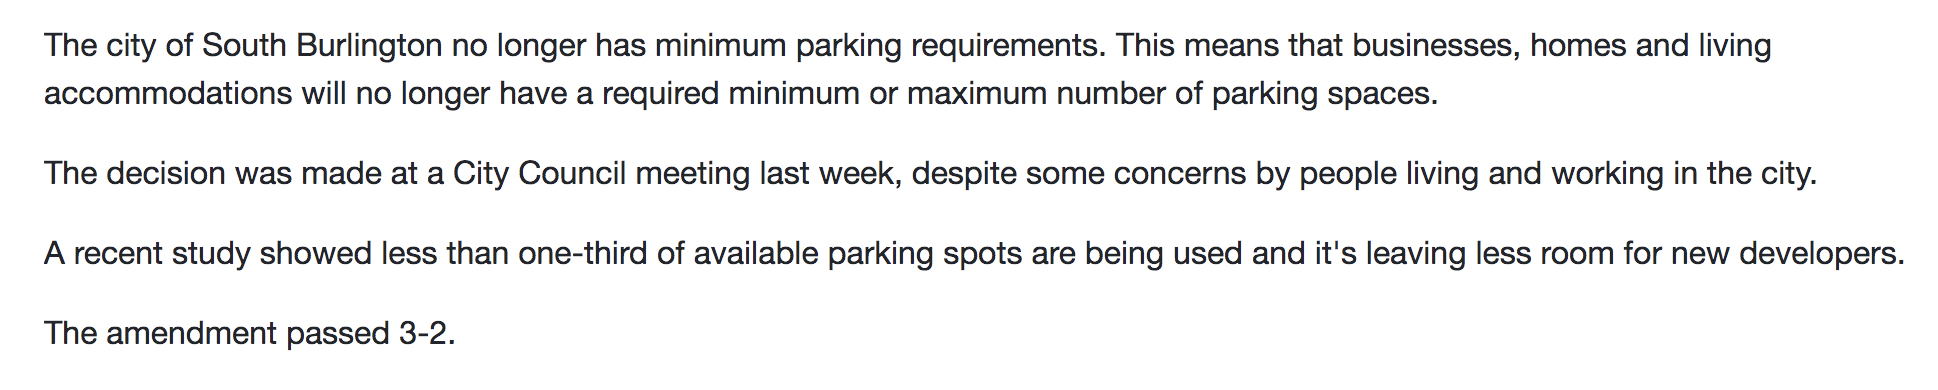 The city of South Burlington no longer has minimum parking requirements. This means that businesses, homes and living
accommodations will no longer have a required minimum or maximum number of parking spaces.
The decision was made at a City Council meeting last week, despite some concerns by people living and working in the city.
A recent study showed less than one-third of available parking spots are being used and it's leaving less room for new developers.
The amendment passed 3-2.